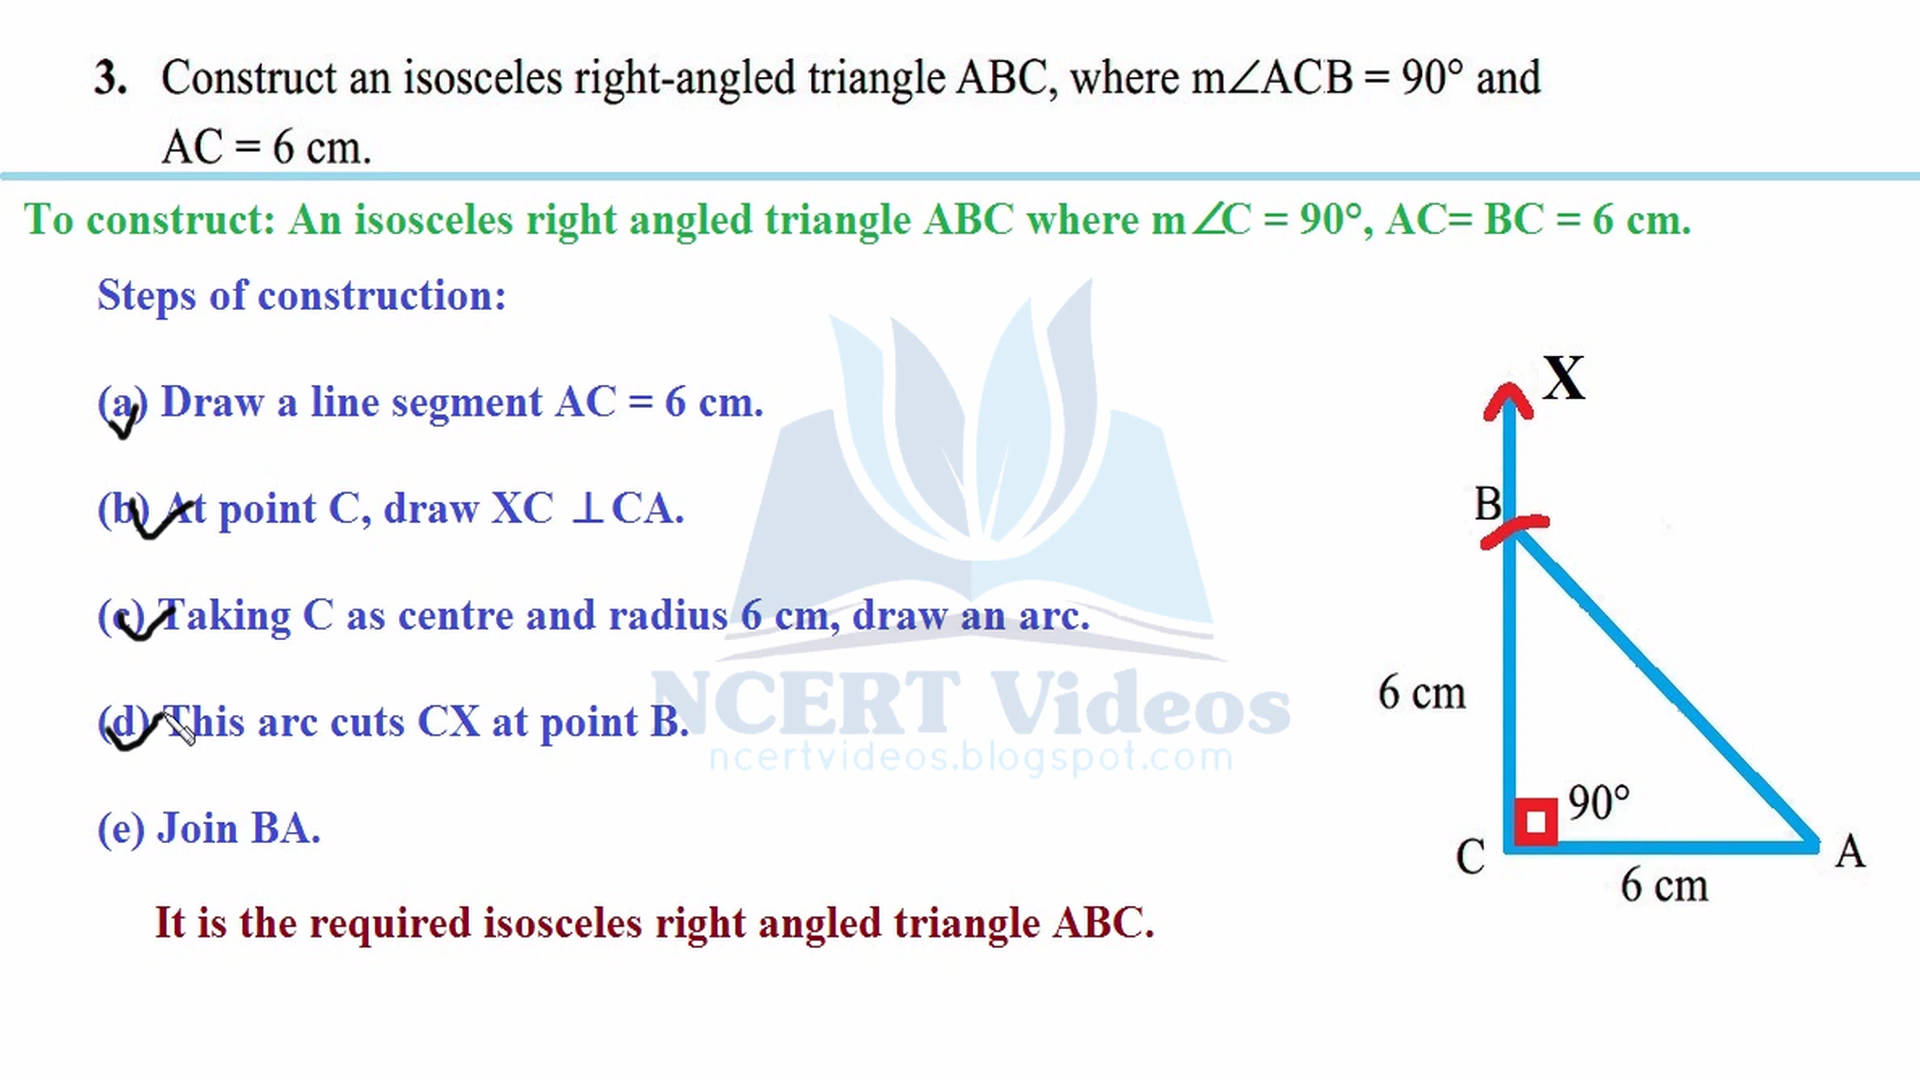 3. Construct an isosceles right-angled triangle ABC, where m∠ACB = 90° and
AC = 6 cm.
To construct: An isosceles right angled triangle ABC where m∠C = 90°, AC= BC = 6 cm.
Steps of construction:
(a) Draw a line segment AC = 6 cm.
(b) At point C, draw XC ⊥ CA.
(c) Taking C as centre and radius 6 cm, draw an arc.
(d) This arc cuts CX at point B.
(e) Join BA.
It is the required isosceles right angled triangle ABC.
X
B
6 cm
90°
C
A
6 cm
NCERT Videos
ncertvideos.blogspot.com